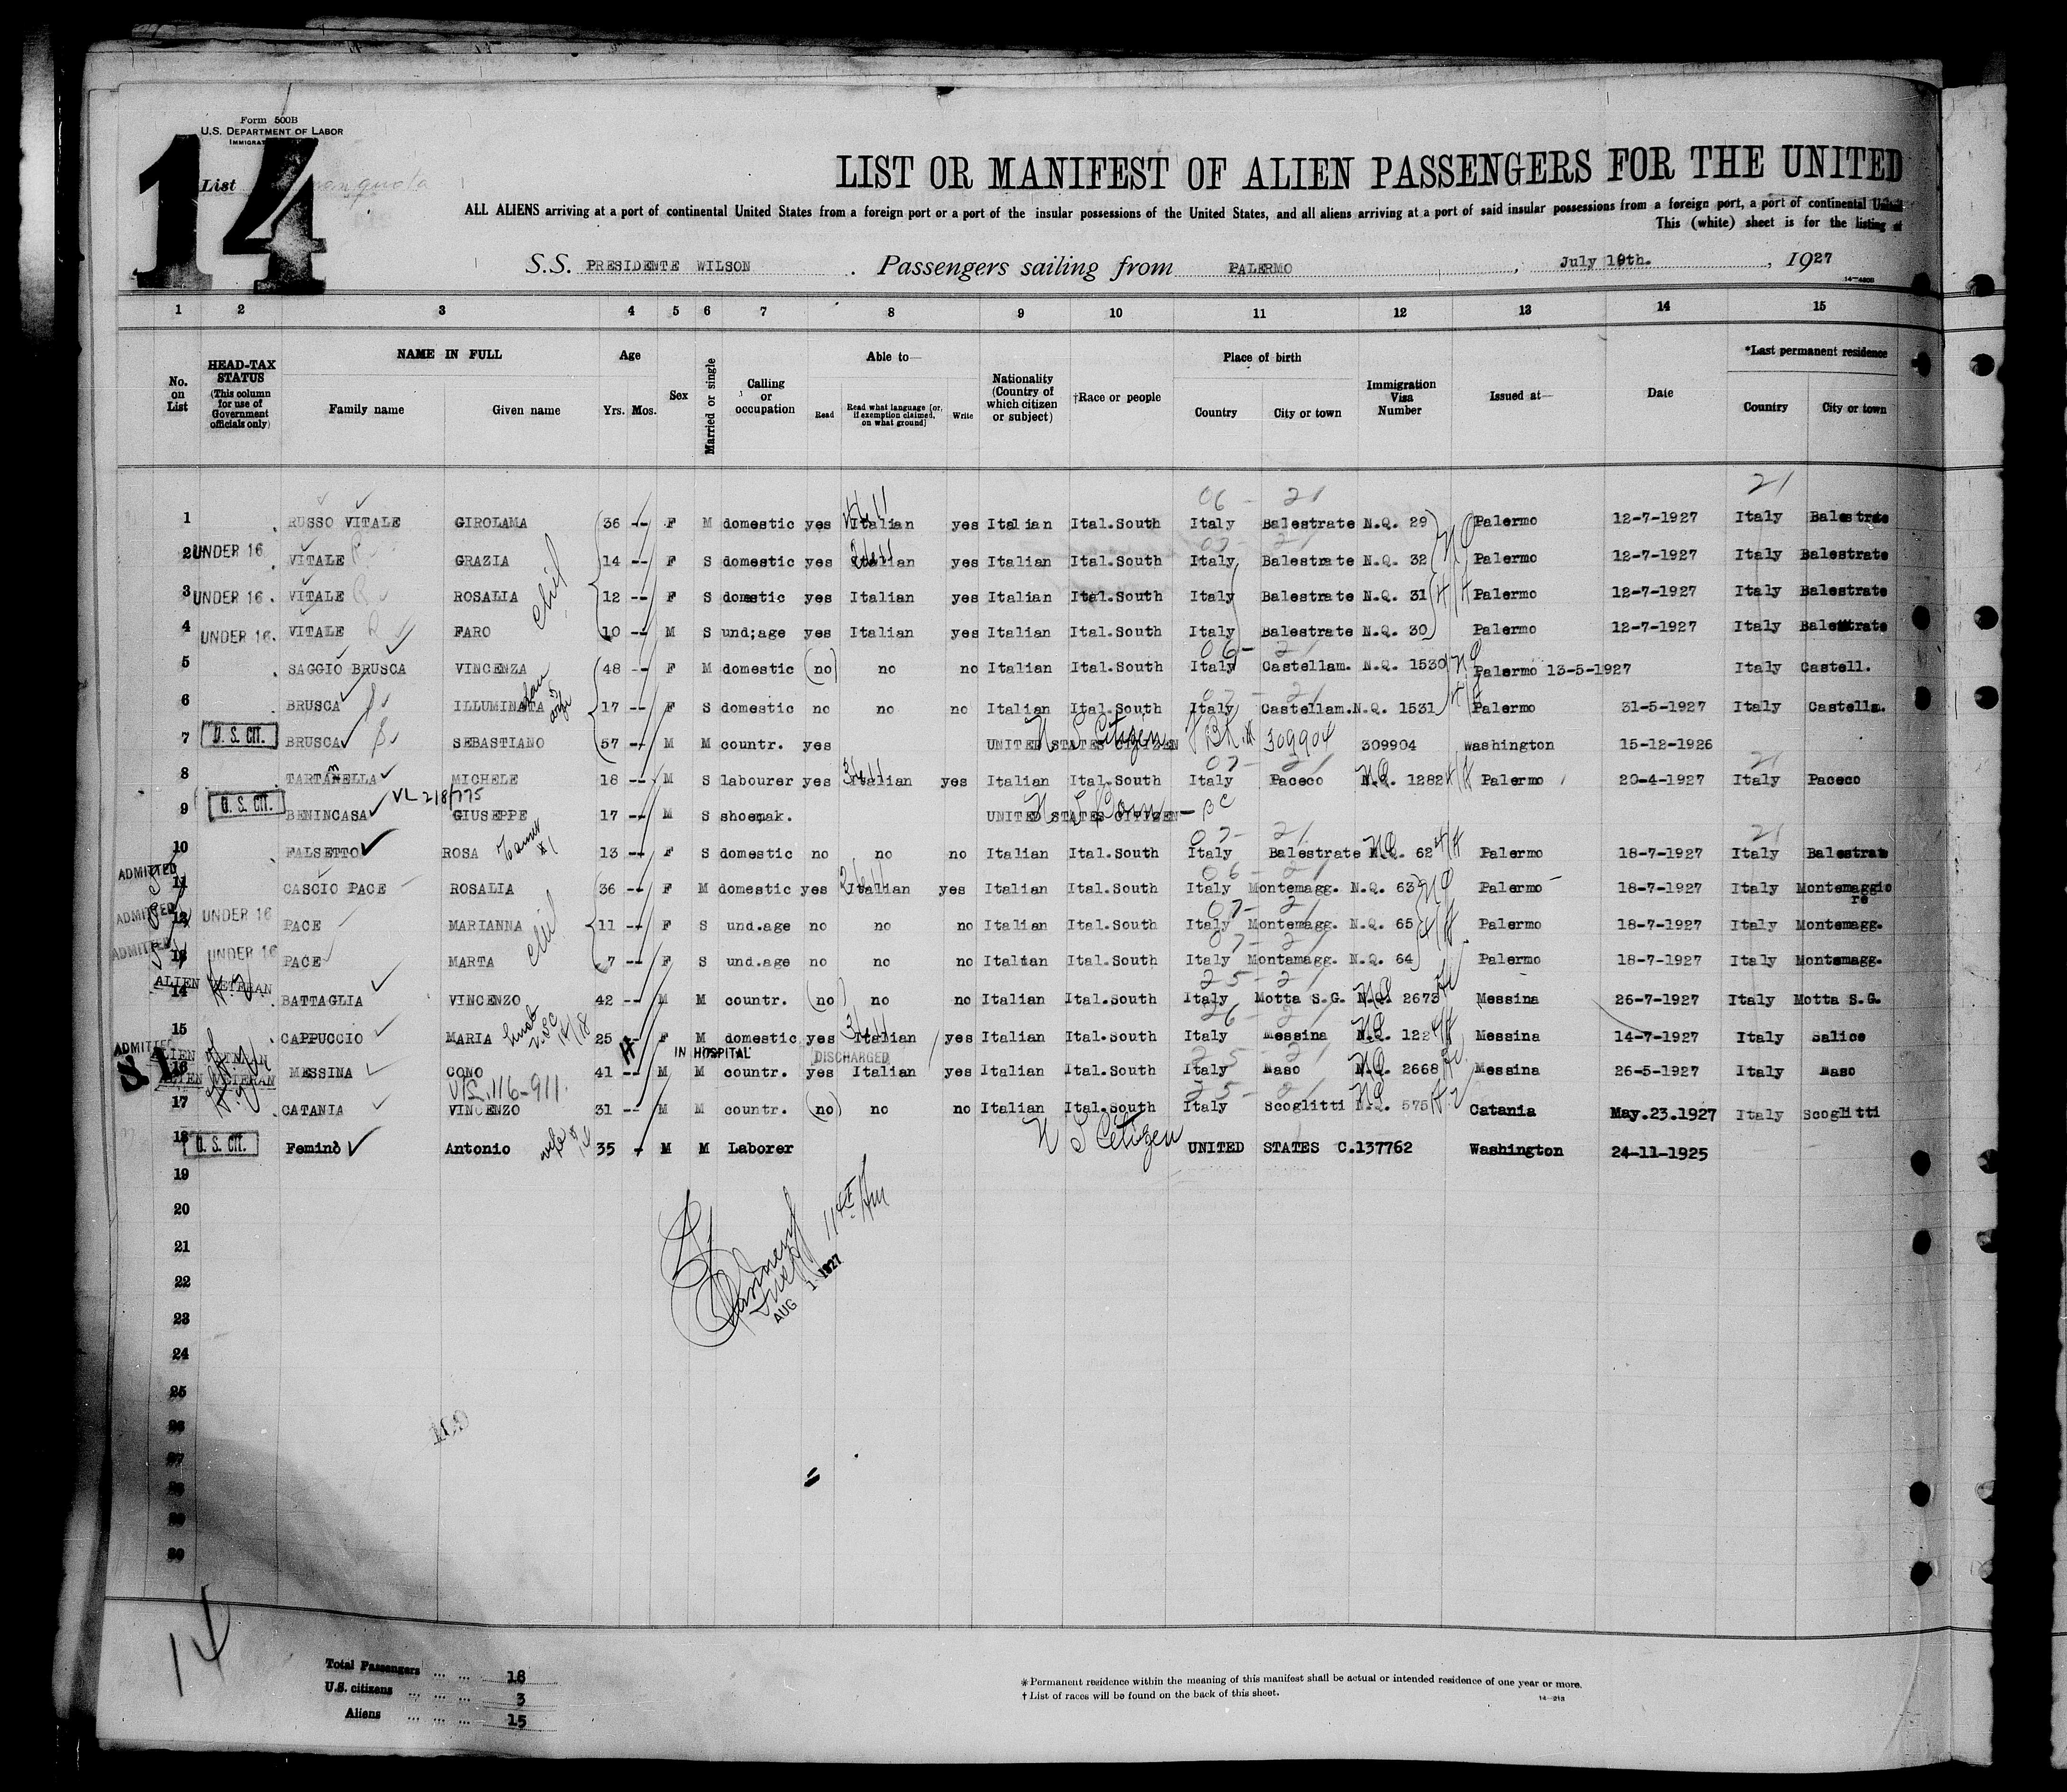 Form 500B
U.S. DEPARTMENT OF LABOR
14
List
LIST OR MANIFEST OF ALIEN PASSENGERS FOR THE UNITED
ALL ALIENS arriving at a port of continental United States from a foreign port or a port of the insular possessions of the United States, and all aliens arriving at a port of said insular possessions from a foreign port, a port of continental United
This (white) sheet is for the listing of
S.S. PRESIDENTE WILSON Passengers sailing from PALERMO, July 19th., 1927
1 2 3 4 5 6 7 8 9 10 11 12 13 14 15
No. on List
HEAD-TAX STATUS (This column for use of Government officials only)
NAME IN FULL Family name Given name
Age Yrs. Mos.
Sex
Married or single
Calling or occupation
Able to— Read Read what language [or, if exemption claimed, on what ground] Write
Nationality (Country of which citizen or subject)
†Race or people
Place of birth Country City or town
Immigration Visa Number
Issued at—
Date
*Last permanent residence Country City or town
06 - 21 21
1 RUSSO VITALE GIROLAMA 36 -- F M domestic yes Italian yes Italian Ital.South Italy Balestrate N.Q. 29 Palermo 12-7-1927 Italy Balestrate
2 UNDER 16 VITALE GRAZIA 14 -- F S domestic yes Italian yes Italian Ital.South Italy Balestrate N.Q. 32 Palermo 12-7-1927 Italy Balestrate
3 UNDER 16 VITALE ROSALIA 12 -- F S domestic yes Italian yes Italian Ital.South Italy Balestrate N.Q. 31 Palermo 12-7-1927 Italy Balestrate
4 UNDER 16 VITALE FARO 10 -- M S und;age yes Italian yes Italian Ital.South Italy Balestrate N.Q. 30 Palermo 12-7-1927 Italy Balestrate
5 SAGGIO BRUSCA VINCENZA 48 -- F M domestic (no) no no Italian Ital.South Italy Castellam. N.Q. 1530 Palermo 13-5-1927 Italy Castell.
6 BRUSCA ILLUMINATA 17 -- F S domestic no no no Italian Ital.South Italy Castellam. N.Q. 1531 Palermo 31-5-1927 Italy Castellm.
7 U.S. CIT. BRUSCA SEBASTIANO 57 -- M M countr. yes UNITED STATES CITIZEN U S Citizen 309904 309904 Washington 15-12-1926
8 TARTANELLA MICHELE 18 -- M S labourer yes Italian yes Italian Ital.South Italy Paceco N.Q. 1282 Palermo 20-4-1927 Italy Paceco
VL 218/775
9 U.S. CIT. BENINCASA GIUSEPPE 17 -- M S shoemak. UNITED STATES CITIZEN U S Born - BC
10 FALSETTO ROSA 13 -- F S domestic no no no Italian Ital.South Italy Balestrate N.Q. 62 Palermo 18-7-1927 Italy Balestrate
ADMITTED
11 CASCIO PACE ROSALIA 36 -- F M domestic yes Italian yes Italian Ital.South Italy Montemagg. N.Q. 63 Palermo 18-7-1927 Italy Montemaggiore
ADMITTED 12 UNDER 16 PACE MARIANNA 11 -- F S und.age no no no Italian Ital.South Italy Montemagg. N.Q. 65 Palermo 18-7-1927 Italy Montemagg.
ADMITTED 13 UNDER 16 PACE MARTA 7 -- F S und.age no no no Italian Ital.South Italy Montamagg. N.Q. 64 Palermo 18-7-1927 Italy Montemagg.
ALIEN VETERAN
14 BATTAGLIA VINCENZO 42 -- M M countr. (no) no no Italian Ital.South Italy Motta S.G. N.Q. 2673 Messina 26-7-1927 Italy Motta S.G.
15 CAPPUCCIO MARIA 25 -- F M domestic yes Italian yes Italian Ital.South Italy Messina N.Q. 122 Messina 14-7-1927 Italy Salice
ADMITTED ALIEN VETERAN IN HOSPITAL DISCHARGED
16 MESSINA CONO 41 -- M M countr. yes Italian yes Italian Ital.South Italy Naso N.Q. 2668 Messina 26-5-1927 Italy Naso
ALIEN VETERAN
17 CATANIA VINCENZO 31 -- M M countr. (no) no no Italian Ital.South Italy Scoglitti N.Q. 575 Catania May.23.1927 Italy Scoglitti
18 U.S. CIT. Feminò Antonio 35 - M M Laborer U S Citizen UNITED STATES C.137762 Washington 24-11-1925
19
20
21
22
23
24
25
26
27
28
29
30
AUG 1 1927
14
Total Passengers ... ... 18
U.S. citizens ... ... ... 3
Aliens ... ... ... 15
*Permanent residence within the meaning of this manifest shall be actual or intended residence of one year or more.
†List of races will be found on the back of this sheet.
14—213